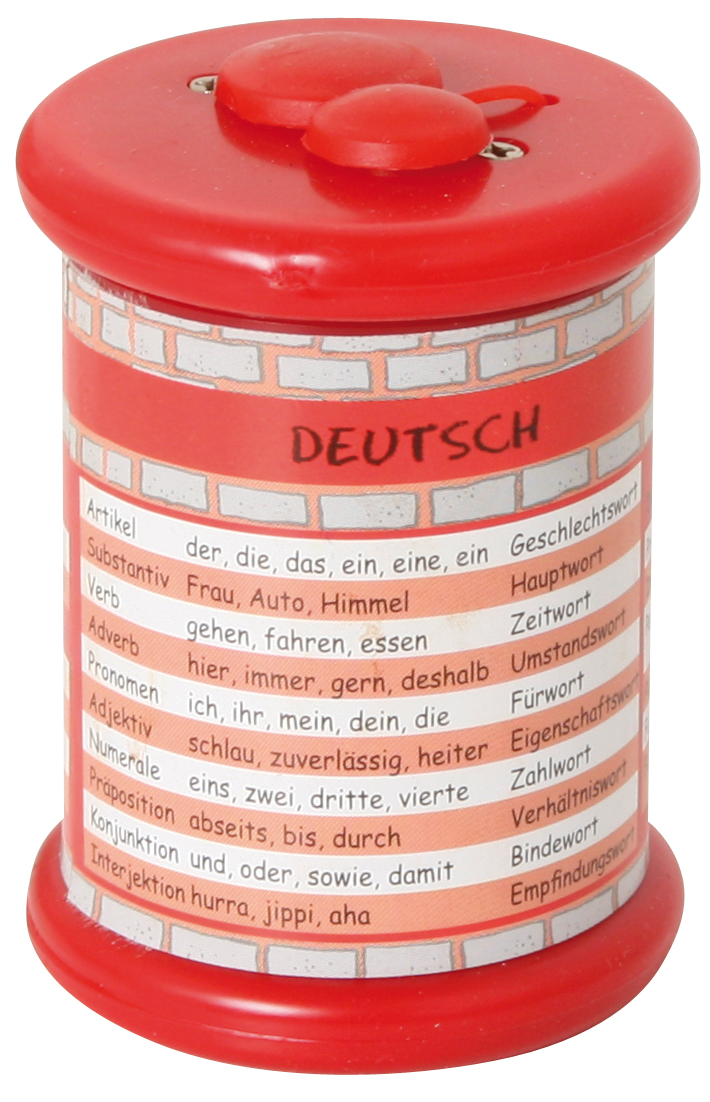 DEUTSCH
Artikel der, die, das, ein, eine, ein Geschlechtswort
Substantiv Frau, Auto, Himmel Hauptwort
Verb gehen, fahren, essen Zeitwort
Adverb hier, immer, gern, deshalb Umstandswort
Pronomen ich, ihr, mein, dein, die Fürwort
Adjektiv schlau, zuverlässig, heiter Eigenschaftswort
Numerale eins, zwei, dritte, vierte Zahlwort
Präposition abseits, bis, durch Verhältniswort
Konjunktion und, oder, sowie, damit Bindewort
Interjektion hurra, jippi, aha Empfindungswort